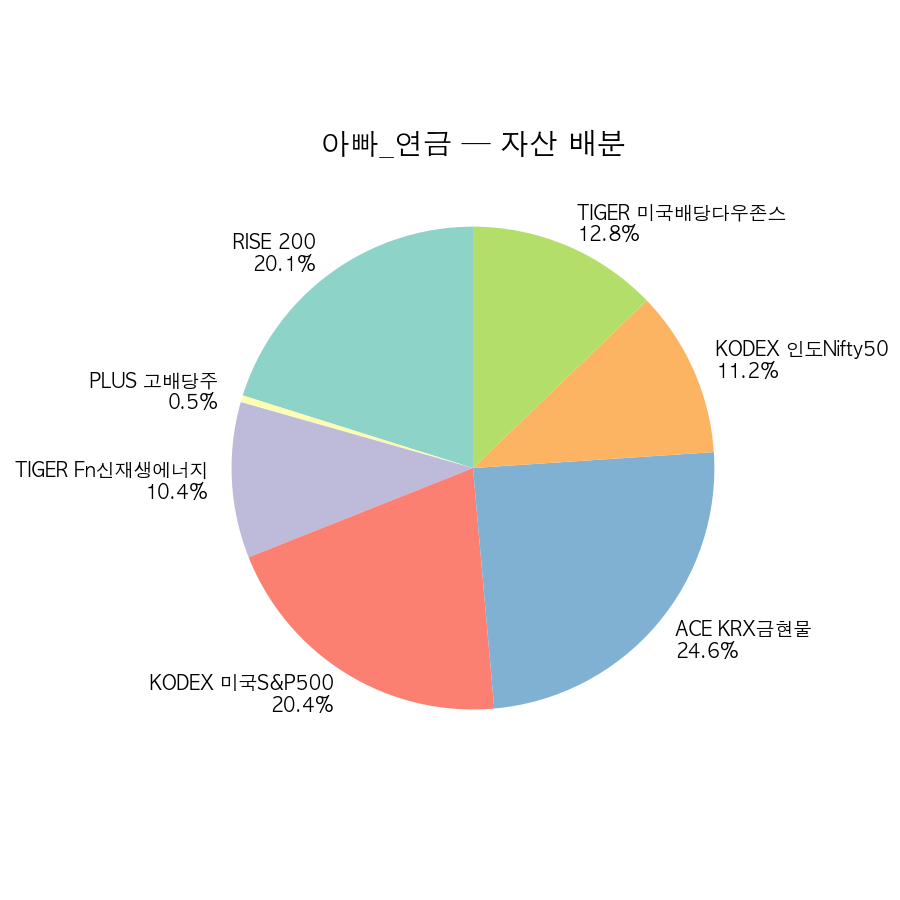 아빠_연금 — 자산 배분
TIGER 미국배당다우존스
12.8%
RISE 200
20.1%
KODEX 인도Nifty50
11.2%
PLUS 고배당주
0.5%
TIGER Fn신재생에너지
10.4%
ACE KRX금현물
24.6%
KODEX 미국S&P500
20.4%